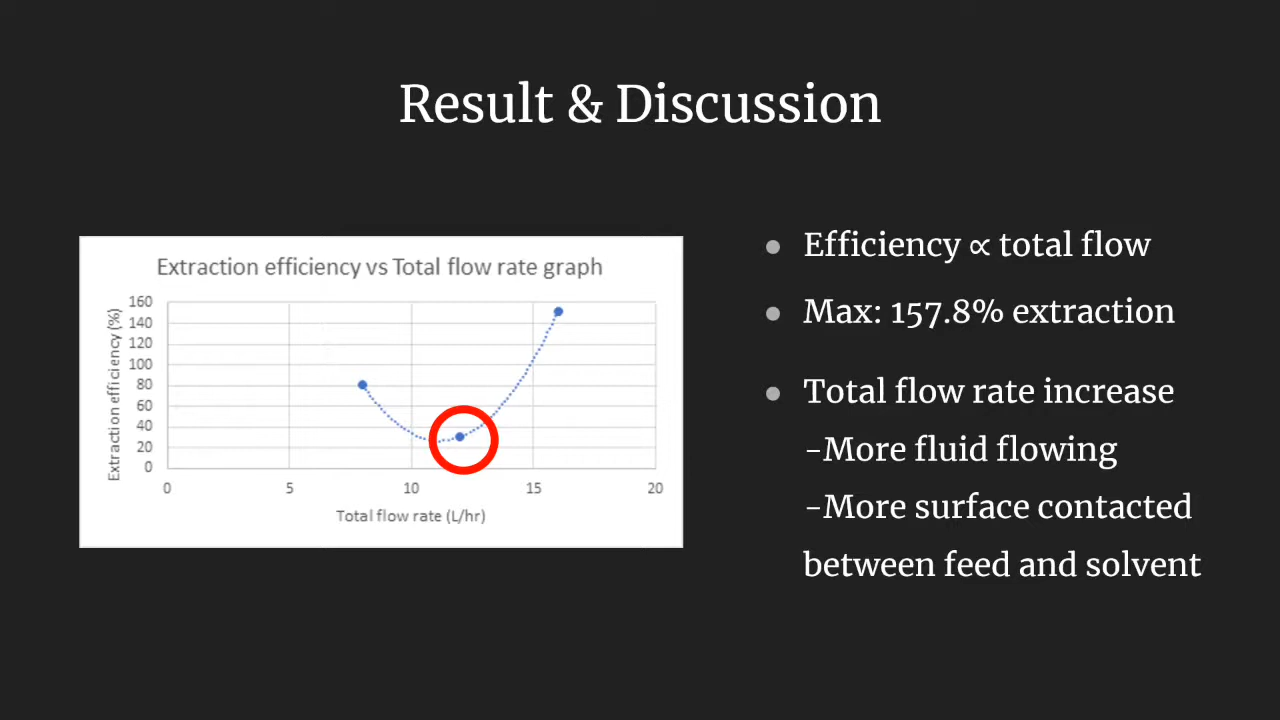 Result & Discussion
Extraction efficiency vs Total flow rate graph
Extraction efficiency (%)
160
140
120
100
80
60
40
20
0
0 5 10 15 20
Total flow rate (L/hr)
● Efficiency ∝ total flow
● Max: 157.8% extraction
● Total flow rate increase
-More fluid flowing
-More surface contacted
between feed and solvent